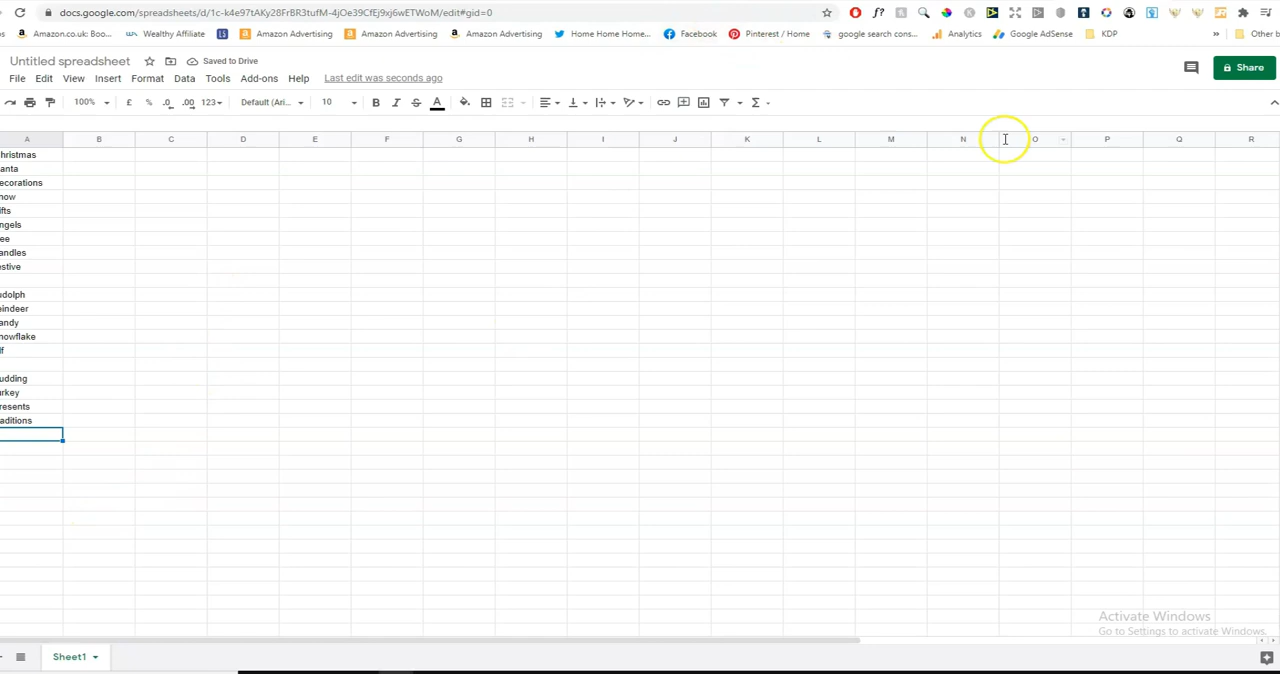 docs.google.com/spreadsheets/d/1c-k4e97tAKy28FrBR3tufM-4jOe39CfEj9xj6wETWoM/edit#gid=0
Amazon.co.uk: Boo... Wealthy Affiliate Amazon Advertising Amazon Advertising Amazon Advertising Home Home Home... Facebook Pinterest / Home google search cons... Analytics Google AdSense KDP » Other b
Untitled spreadsheet Saved to Drive
Share
File Edit View Insert Format Data Tools Add-ons Help Last edit was seconds ago
100% £ % .0 .00 123 Default (Ari... 10 B I S A Σ
A B C D E F G H I J K L M N O P Q R
hristmas
anta
ecorations
now
ifts
ngels
ee
andles
estive
udolph
eindeer
andy
nowflake
lf
udding
urkey
resents
aditions
Activate Windows
Go to Settings to activate Windows.
Sheet1